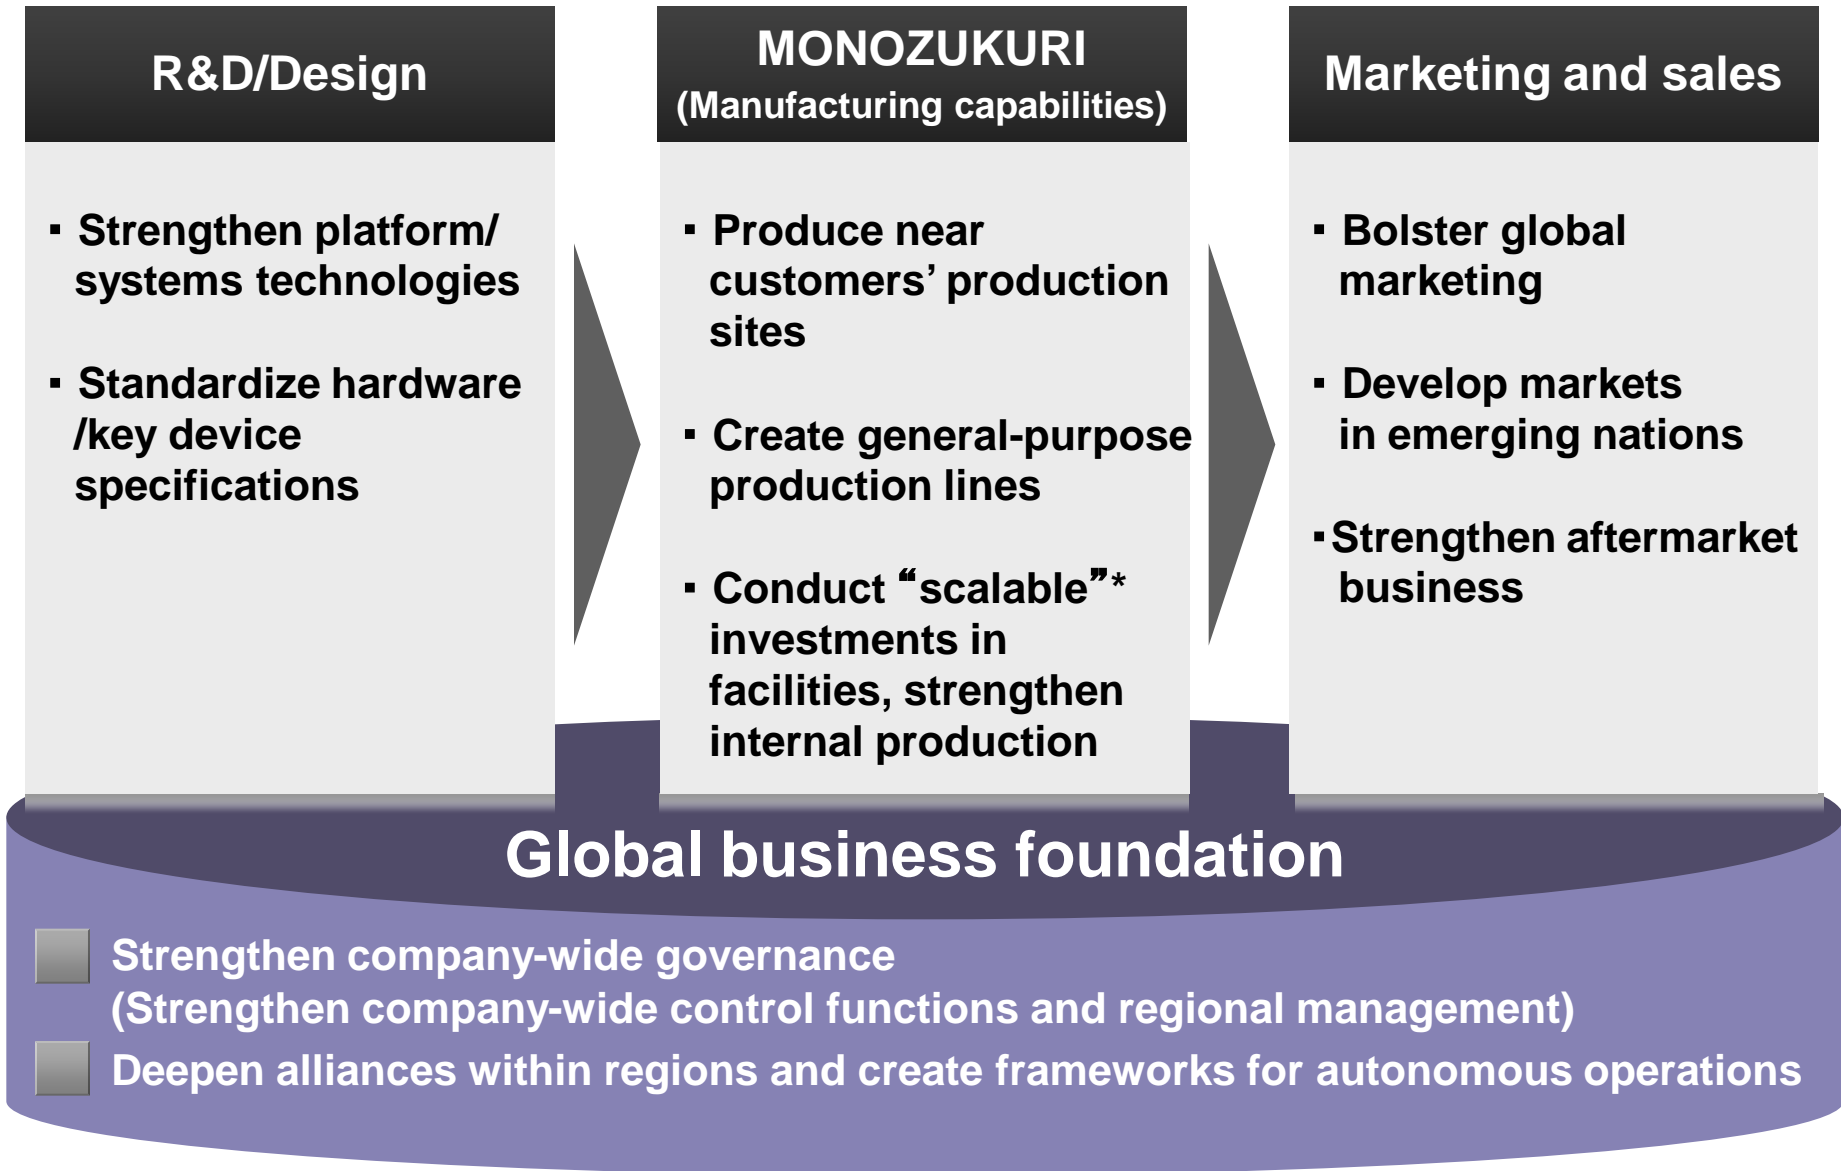 R&D/Design
▪ Strengthen platform/
systems technologies
▪ Standardize hardware
/key device
specifications
MONOZUKURI
(Manufacturing capabilities)
▪ Produce near
customers’ production
sites
▪ Create general-purpose
production lines
▪ Conduct “scalable”*
investments in
facilities, strengthen
internal production
Marketing and sales
▪ Bolster global
marketing
▪ Develop markets
in emerging nations
▪Strengthen aftermarket
business
Global business foundation
Strengthen company-wide governance
(Strengthen company-wide control functions and regional management)
Deepen alliances within regions and create frameworks for autonomous operations